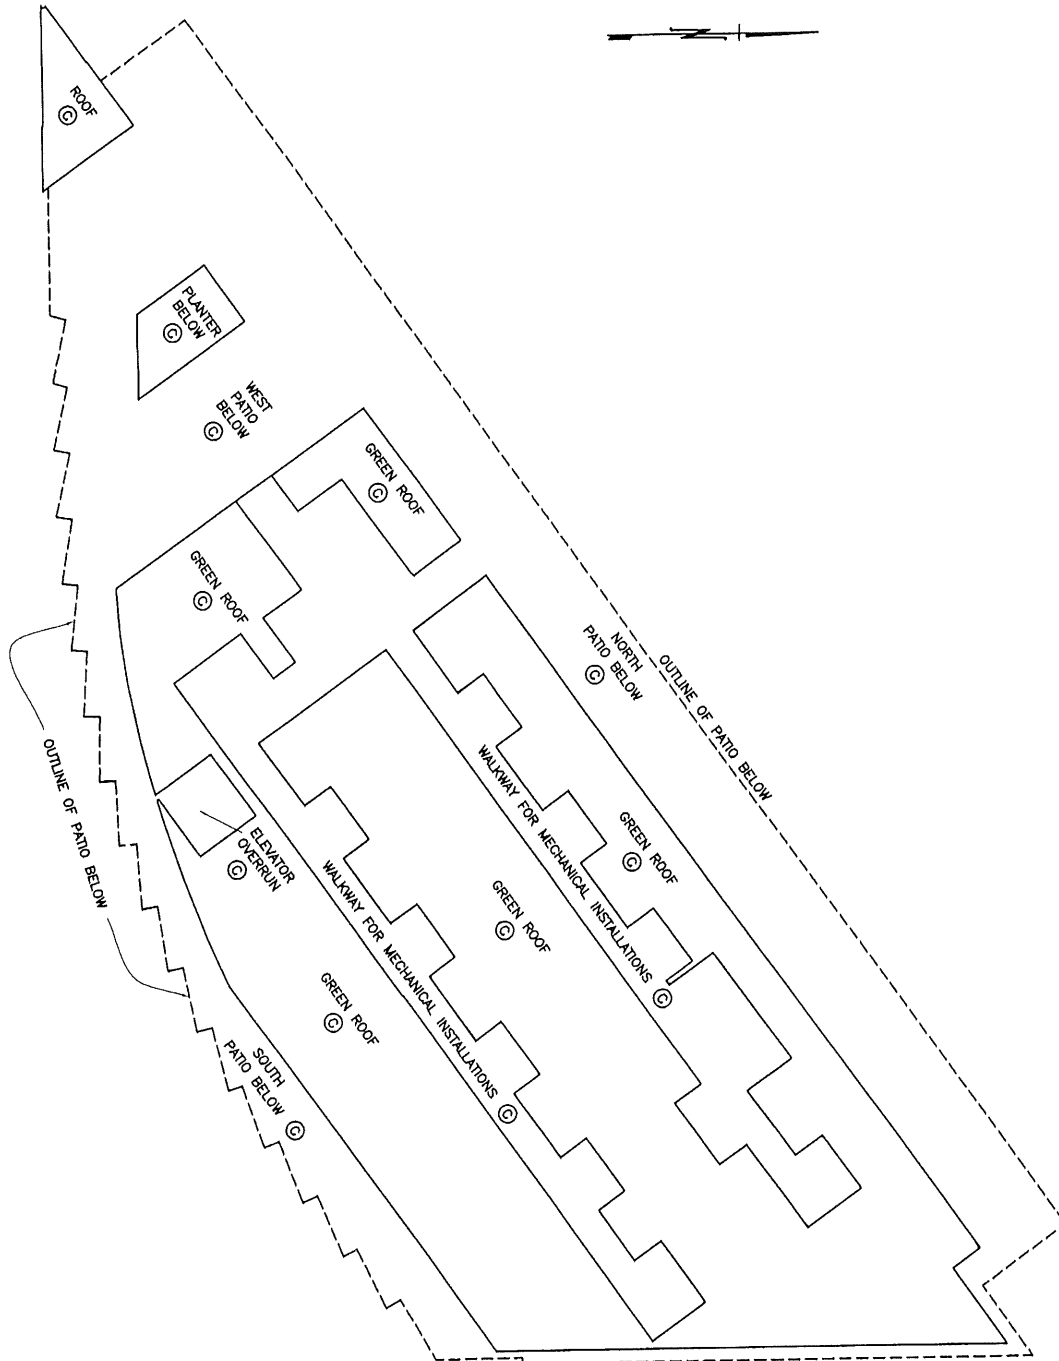 ROOF
©
PLANTER
BELOW
©
WEST
PATIO
BELOW
©
GREEN ROOF
©
GREEN ROOF
©
NORTH
PATIO BELOW
©
OUTLINE OF PATIO BELOW
OUTLINE OF PATIO BELOW
ELEVATOR
OVERRUN
©
WALKWAY FOR MECHANICAL INSTALLATIONS ©
GREEN ROOF
©
GREEN ROOF
©
WALKWAY FOR MECHANICAL INSTALLATIONS ©
GREEN ROOF
©
SOUTH
PATIO BELOW ©